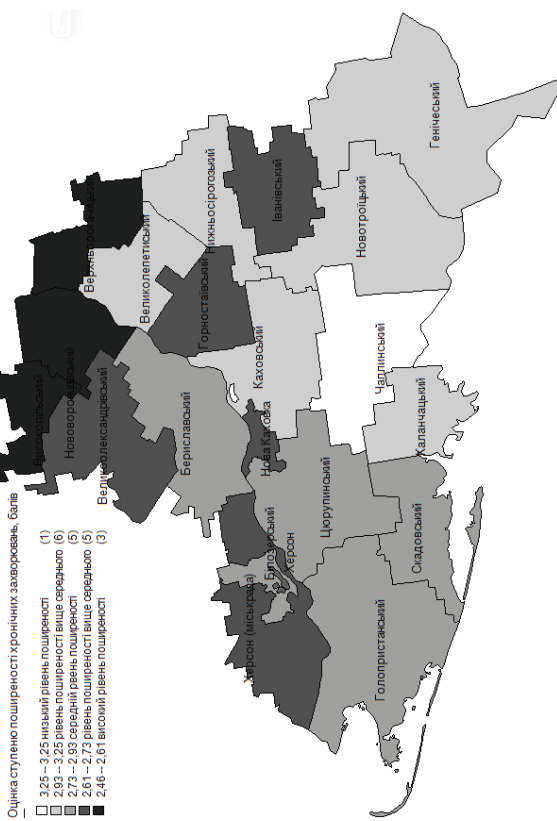 Оцінка ступеню поширеності хронічних захворювань, балів
3,25 – 3,25 низький рівень поширеності (1)
2,93 – 3,25 рівень поширеності вище середнього (6)
2,73 – 2,93 середній рівень поширеності (5)
2,61 – 2,73 рівень поширеності вище середнього (5)
2,46 – 2,61 високий рівень поширеності (3)
Високопільський
Нововоронцовський
Великоолександрівський
Верхньорогачицький
Великолепетиський
Нижньосірогозький
Іванівський
Генічеський
Новотроїцький
Горностаївський
Каховський
Чаплинський
Каланчацький
Бериславський
Нова Каховка
Цюрупинський
Скадовський
Білозерський
Херсон
Херсон (міськрада)
Голопристанський